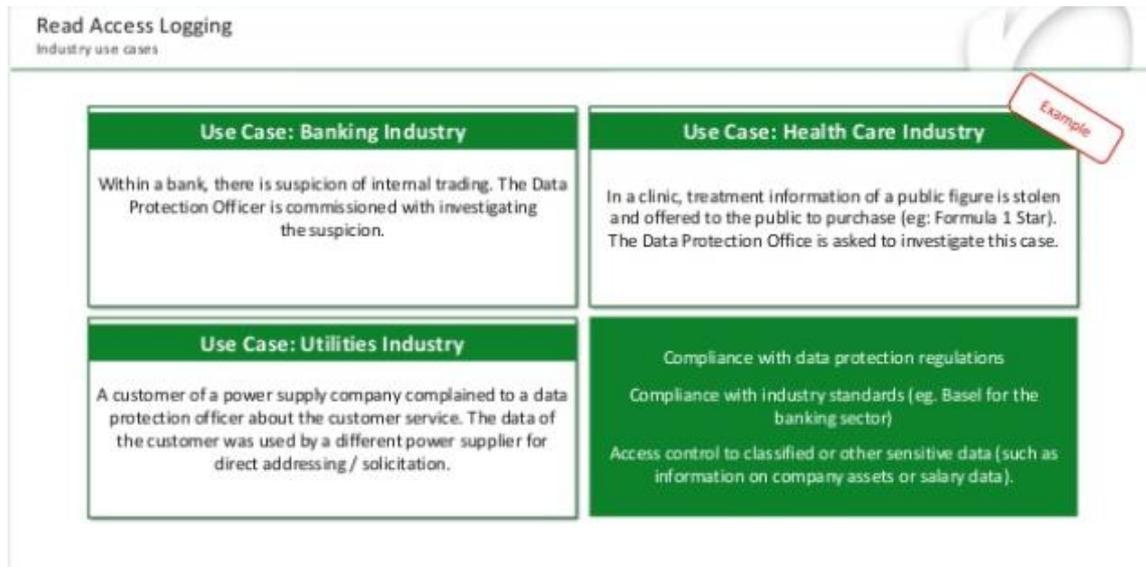 Read Access Logging
Industry use cases
Example
Use Case: Banking Industry
Within a bank, there is suspicion of internal trading. The Data
Protection Officer is commissioned with investigating
the suspicion.
Use Case: Health Care Industry
In a clinic, treatment information of a public figure is stolen
and offered to the public to purchase (eg: Formula 1 Star).
The Data Protection Office is asked to investigate this case.
Use Case: Utilities Industry
A customer of a power supply company complained to a data
protection officer about the customer service. The data of
the customer was used by a different power supplier for
direct addressing / solicitation.
Compliance with data protection regulations
Compliance with industry standards (eg. Basel for the
banking sector)
Access control to classified or other sensitive data (such as
information on company assets or salary data).